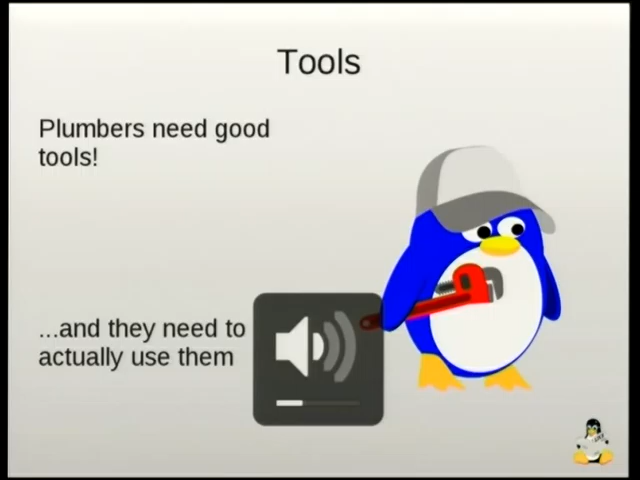 Tools
Plumbers need good
tools!
...and they need to
actually use them